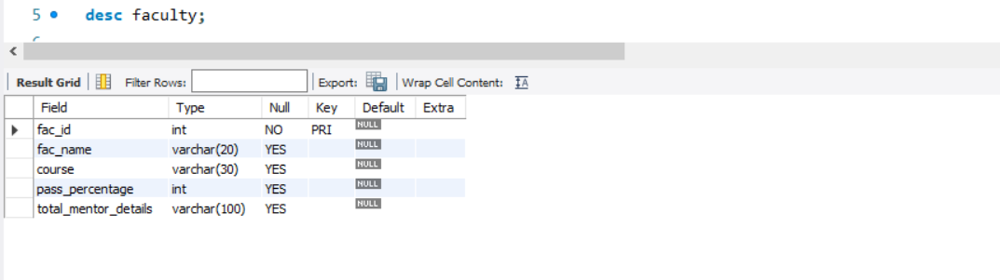 5 desc faculty;
Result Grid Filter Rows: Export: Wrap Cell Content:
Field Type Null Key Default Extra
fac_id int NO PRI NULL
fac_name varchar(20) YES NULL
course varchar(30) YES NULL
pass_percentage int YES NULL
total_mentor_details varchar(100) YES NULL